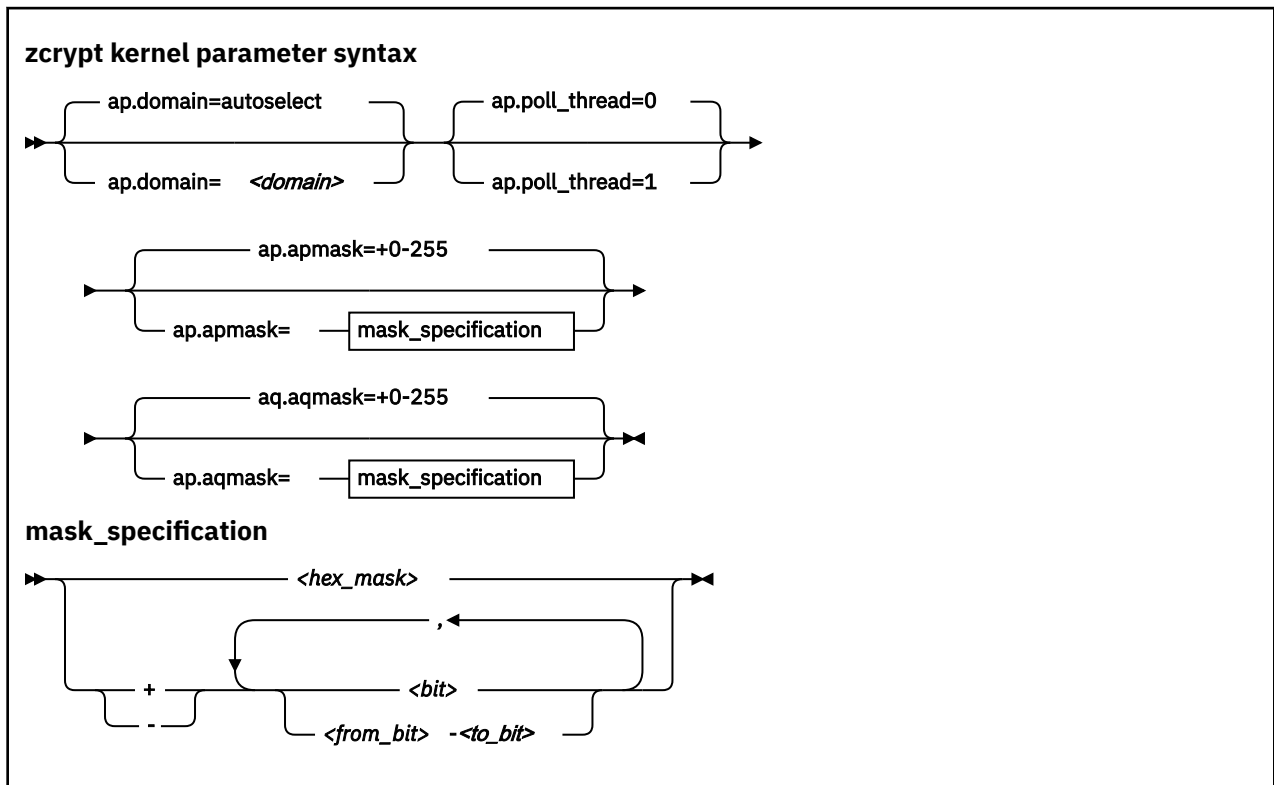 zcrypt kernel parameter syntax
ap.domain=autoselect ap.poll_thread=0
ap.domain= <domain> ap.poll_thread=1
ap.apmask=+0-255
ap.apmask= mask_specification
aq.aqmask=+0-255
ap.aqmask= mask_specification
mask_specification
<hex_mask>
,
+ <bit>
-
<from_bit> -<to_bit>